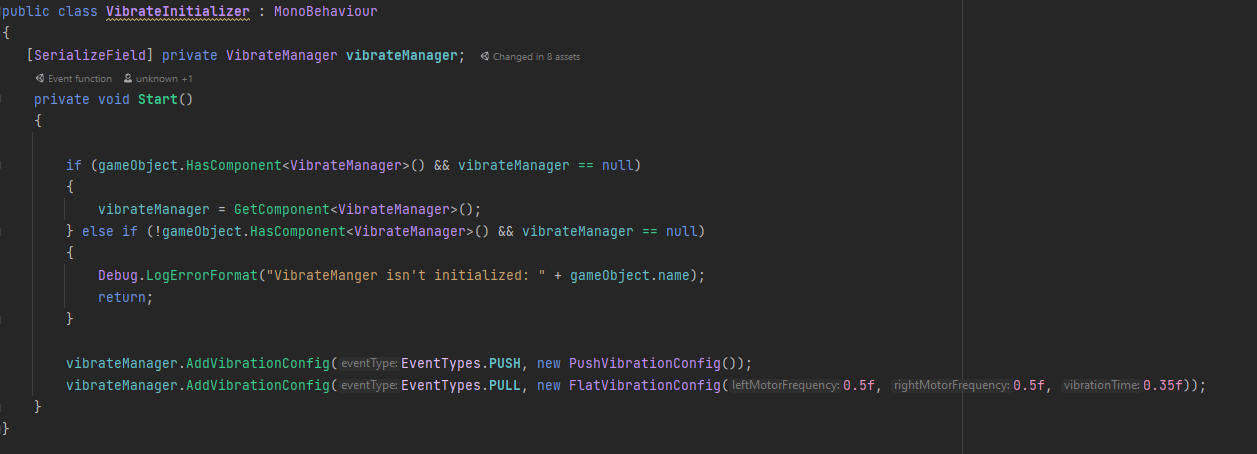 public class VibrateInitializer : MonoBehaviour
{
[SerializeField] private VibrateManager vibrateManager; Changed in 8 assets
Event function unknown +1
private void Start()
{
if (gameObject.HasComponent<VibrateManager>() && vibrateManager == null)
{
vibrateManager = GetComponent<VibrateManager>();
} else if (!gameObject.HasComponent<VibrateManager>() && vibrateManager == null)
{
Debug.LogErrorFormat("VibrateManger isn't initialized: " + gameObject.name);
return;
}
vibrateManager.AddVibrationConfig(eventType: EventTypes.PUSH, new PushVibrationConfig());
vibrateManager.AddVibrationConfig(eventType: EventTypes.PULL, new FlatVibrationConfig(leftMotorFrequency: 0.5f, rightMotorFrequency: 0.5f, vibrationTime: 0.35f));
}
}